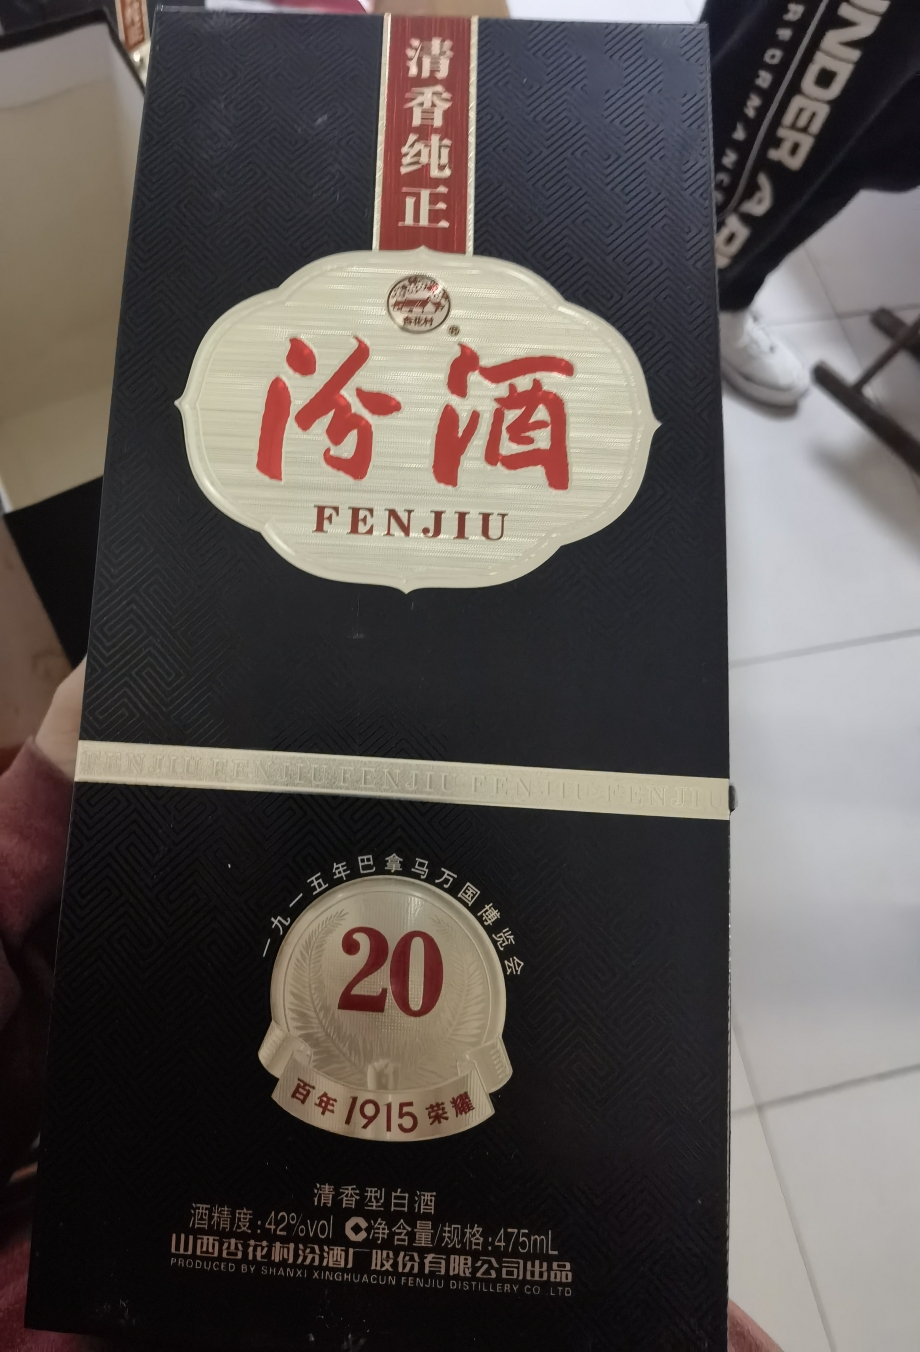 清香纯正
杏花村
®
汾酒
FENJIU
FENJIU FENJIU FENJIU FENJIU FENJIU
一九一五年巴拿马万国博览会
20
百年1915荣耀
清香型白酒
酒精度:42%vol 净含量/规格:475mL
山西杏花村汾酒厂股份有限公司出品
PRODUCED BY SHANXI XINGHUACUN FENJIU DISTILLERY CO.LTD
UNDER AR
RFORMANC